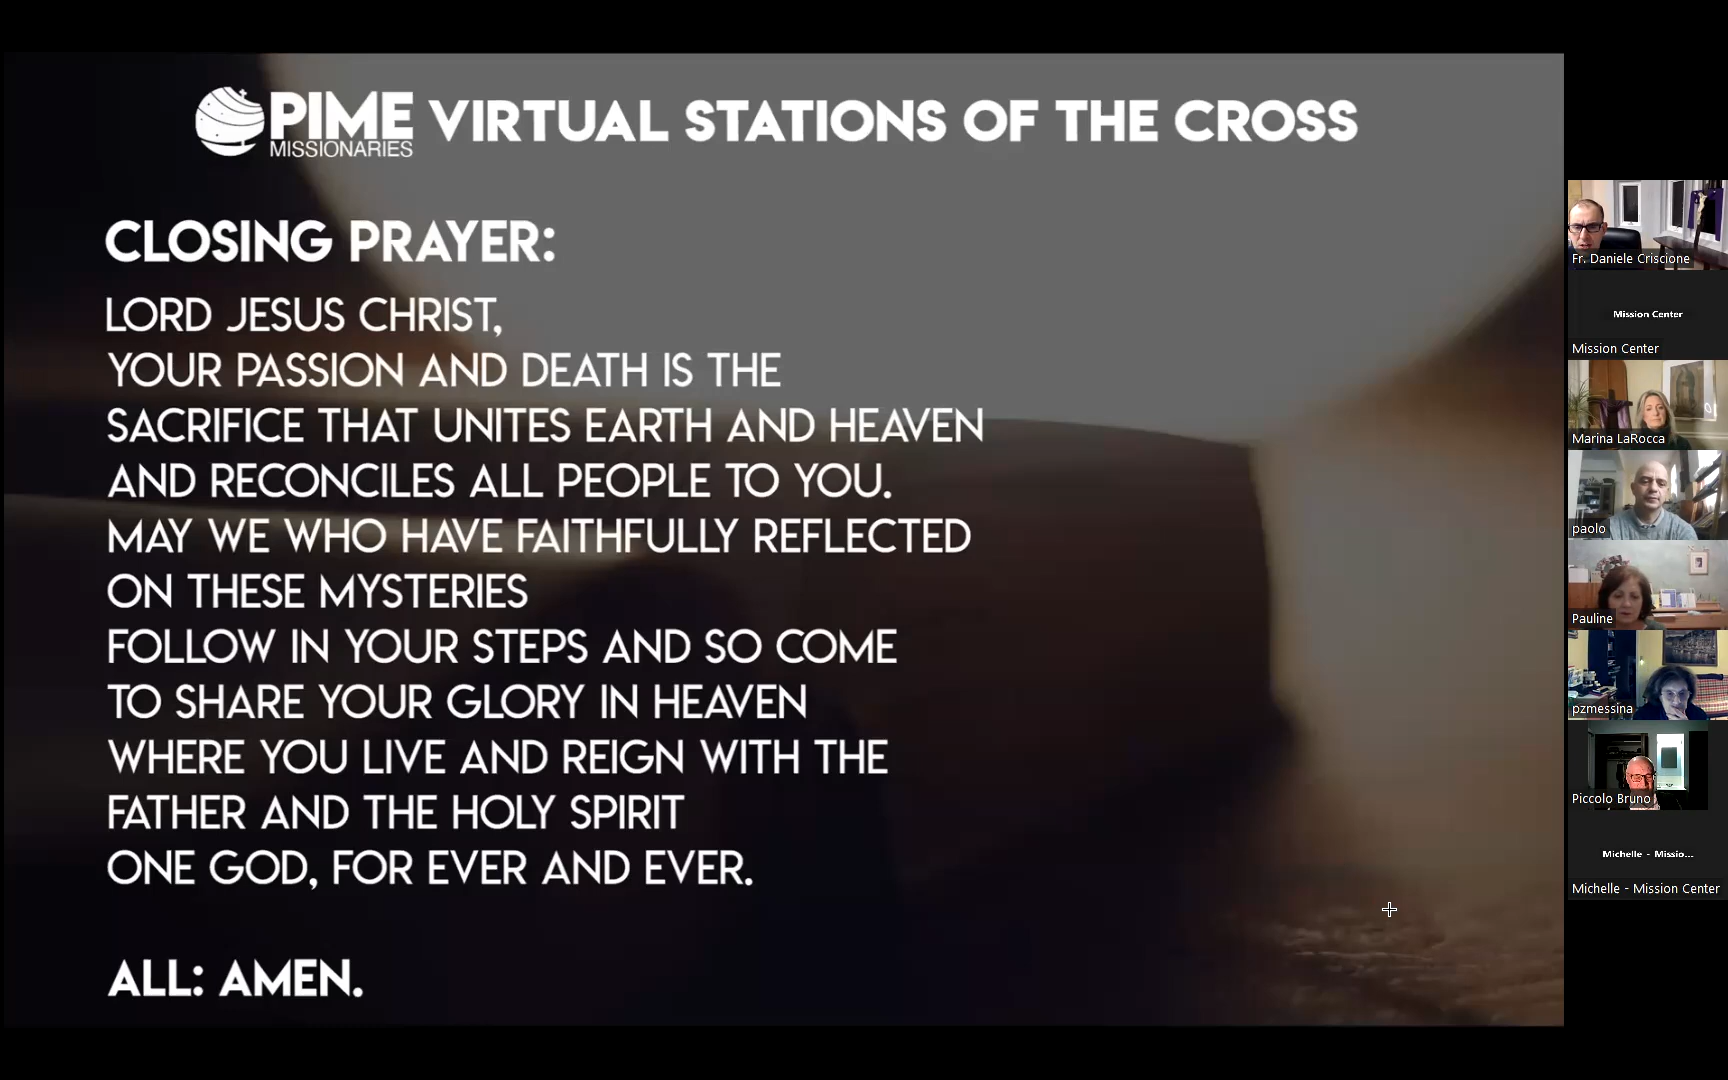 PIME
MISSIONARIES
VIRTUAL STATIONS OF THE CROSS
CLOSING PRAYER:
LORD JESUS CHRIST,
YOUR PASSION AND DEATH IS THE
SACRIFICE THAT UNITES EARTH AND HEAVEN
AND RECONCILES ALL PEOPLE TO YOU.
MAY WE WHO HAVE FAITHFULLY REFLECTED
ON THESE MYSTERIES
FOLLOW IN YOUR STEPS AND SO COME
TO SHARE YOUR GLORY IN HEAVEN
WHERE YOU LIVE AND REIGN WITH THE
FATHER AND THE HOLY SPIRIT
ONE GOD, FOR EVER AND EVER.
ALL: AMEN.
Fr. Daniele Criscione
Mission Center
Mission Center
Marina LaRocca
paolo
Pauline
pzmessina
Piccolo Bruno
Michelle - Missio...
Michelle - Mission Center